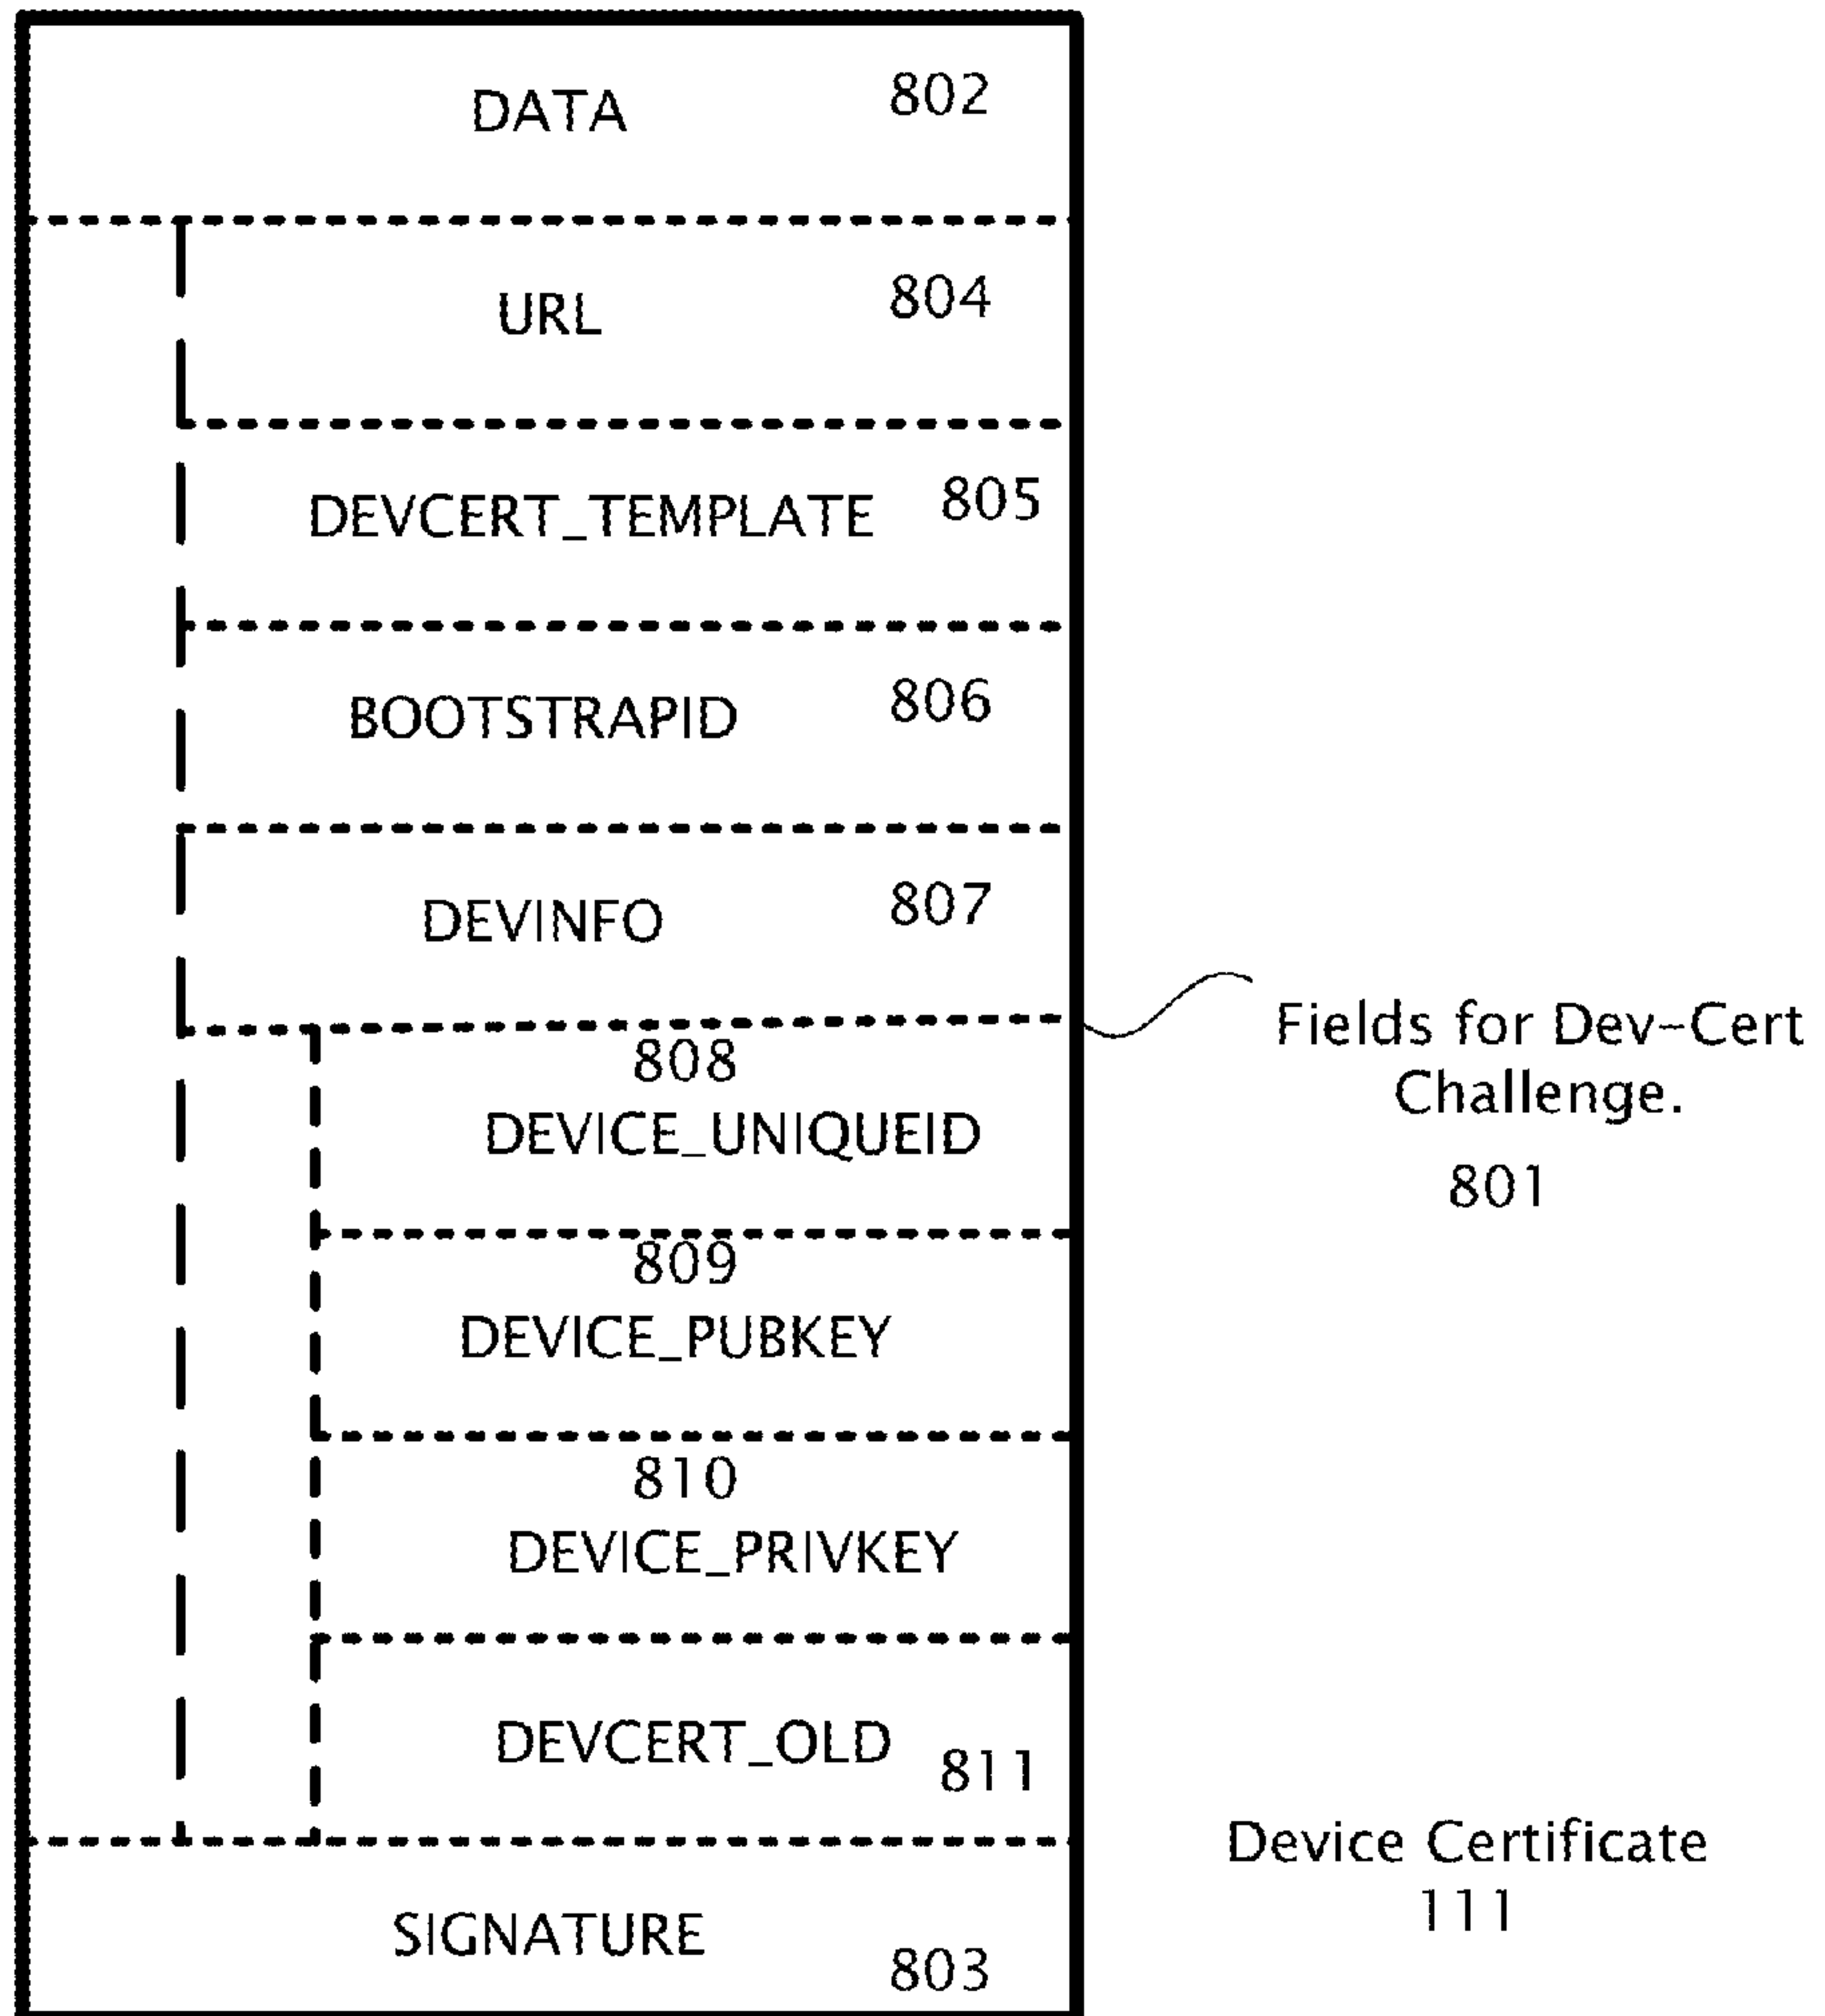 DATA 802
URL 804
DEVCERT_TEMPLATE 805
BOOTSTRAPID 806
DEVINFO 807
Fields for Dev-Cert
Challenge.
801
808
DEVICE_UNIQUEID
809
DEVICE_PUBKEY
810
DEVICE_PRIVKEY
DEVCERT_OLD 811
SIGNATURE 803
Device Certificate
111